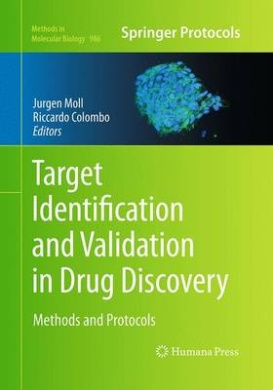 Methods in
Molecular Biology 986
Springer Protocols
Jurgen Moll
Riccardo Colombo
Editors
Target
Identification
and Validation
in Drug Discovery
Methods and Protocols
Humana Press